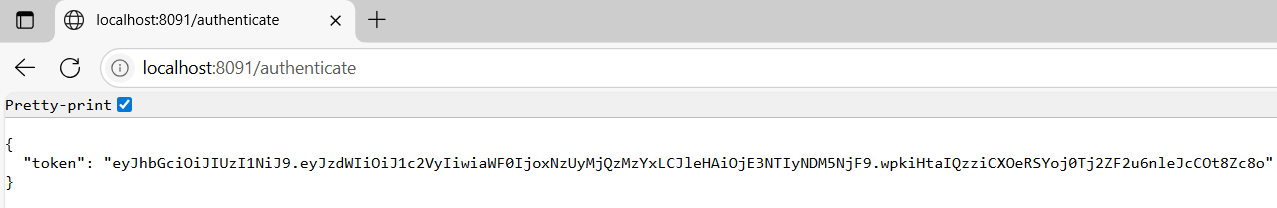 localhost:8091/authenticate
localhost:8091/authenticate
Pretty-print
{
  "token": "eyJhbGciOiJIUzI1NiJ9.eyJzdWIiOiJ1c2VyIiwiaWF0IjoxNzUyMjQzMzYxLCJleHAiOjE3NTIyNDM5NjF9.wpkiHtaIQzziCXOeRSYoj0Tj2ZF2u6nleJcCOt8Zc8o"
}